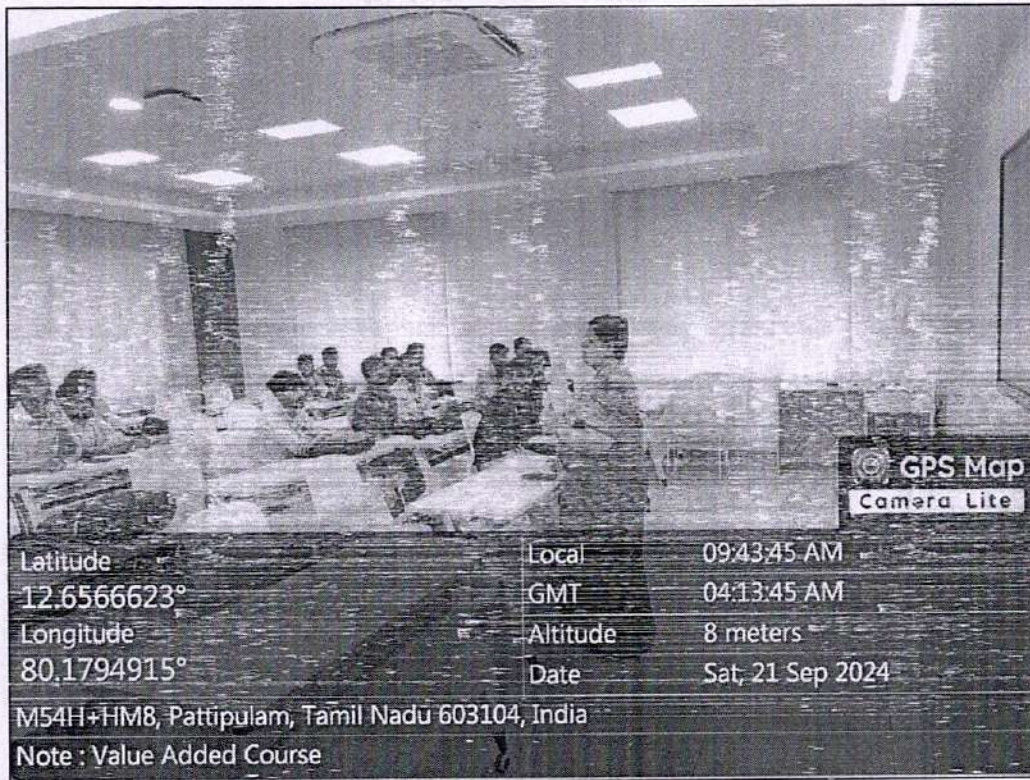 GPS Map
Camera Lite
Latitude
12.6566623°
Longitude
80.1794915°
Local 09:43:45 AM
GMT 04:13:45 AM
Altitude 8 meters
Date Sat, 21 Sep 2024
M54H+HM8, Pattipulam, Tamil Nadu 603104, India
Note : Value Added Course